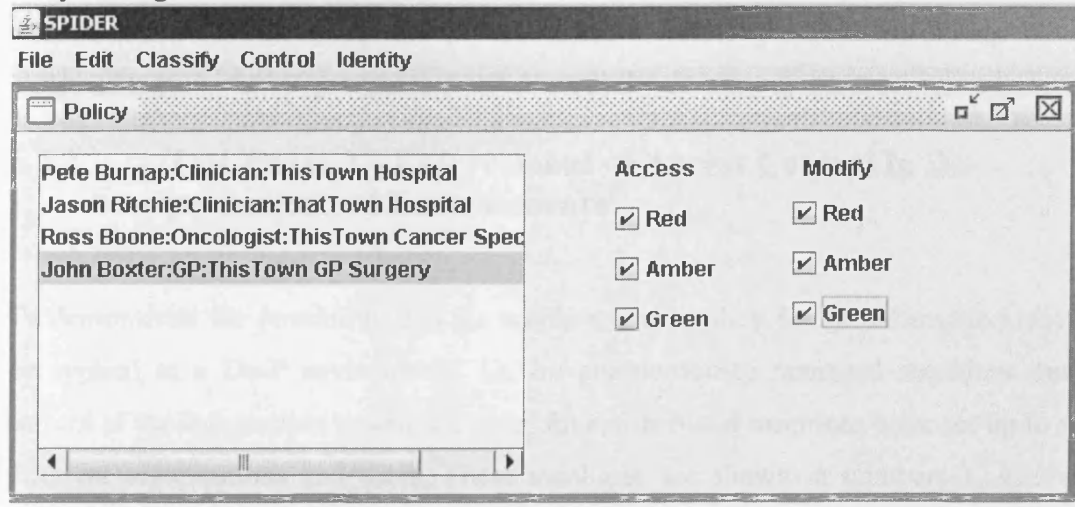 SPIDER
File Edit Classify Control Identity
Policy
Pete Burnap:Clinician:ThisTown Hospital
Jason Ritchie:Clinician:ThatTown Hospital
Ross Boone:Oncologist:ThisTown Cancer Spec
John Boxter:GP:ThisTown GP Surgery
Access Modify
Red Red
Amber Amber
Green Green